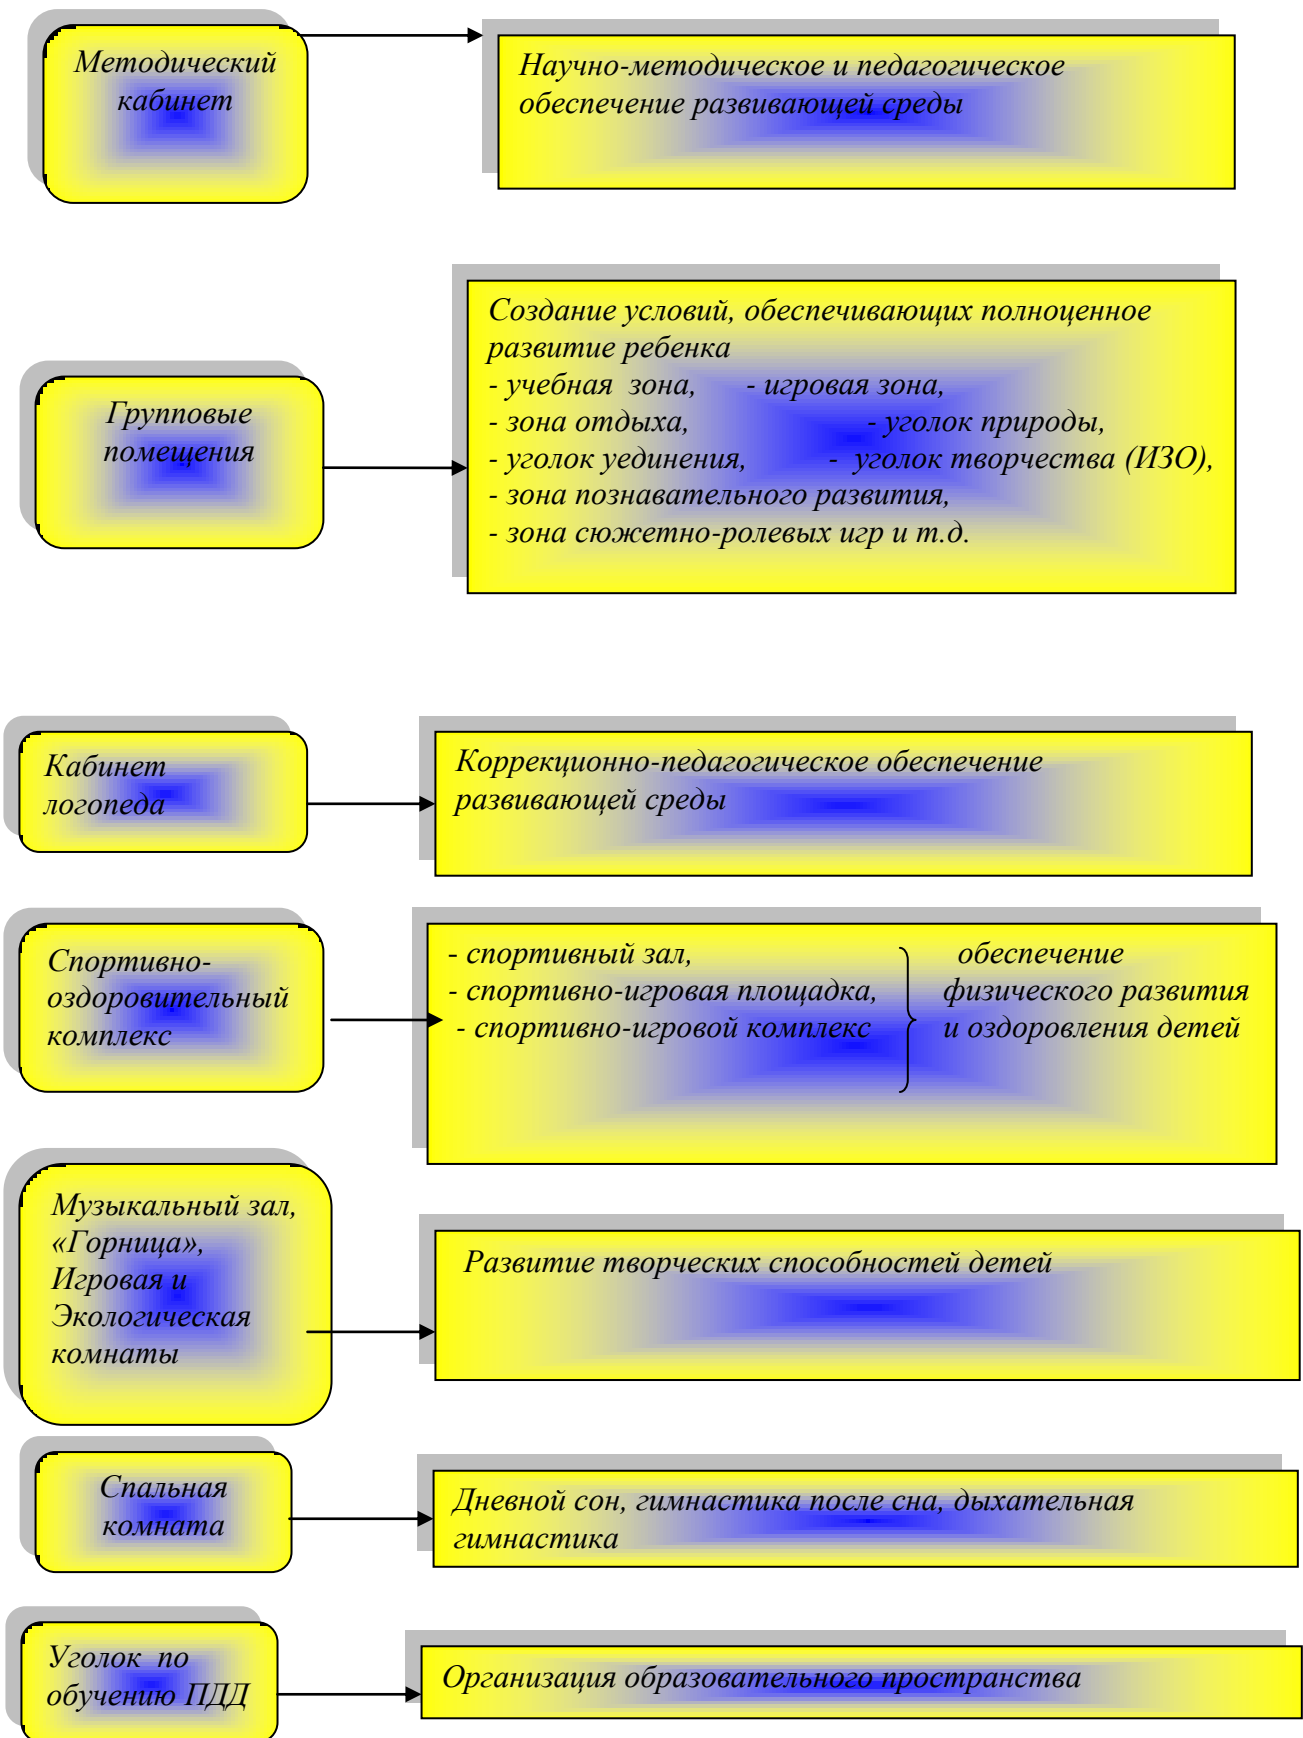 Методический
кабинет
Научно-методическое и педагогическое
обеспечение развивающей среды
Групповые
помещения
Создание условий, обеспечивающих полноценное
развитие ребенка
- учебная зона, - игровая зона,
- зона отдыха, - уголок природы,
- уголок уединения, - уголок творчества (ИЗО),
- зона познавательного развития,
- зона сюжетно-ролевых игр и т.д.
Кабинет
логопеда
Коррекционно-педагогическое обеспечение
развивающей среды
Спортивно-
оздоровительный
комплекс
- спортивный зал,
- спортивно-игровая площадка,
- спортивно-игровой комплекс
обеспечение
физического развития
и оздоровления детей
Музыкальный зал,
«Горница»,
Игровая и
Экологическая
комнаты
Развитие творческих способностей детей
Спальная
комната
Дневной сон, гимнастика после сна, дыхательная
гимнастика
Уголок по
обучению ПДД
Организация образовательного пространства